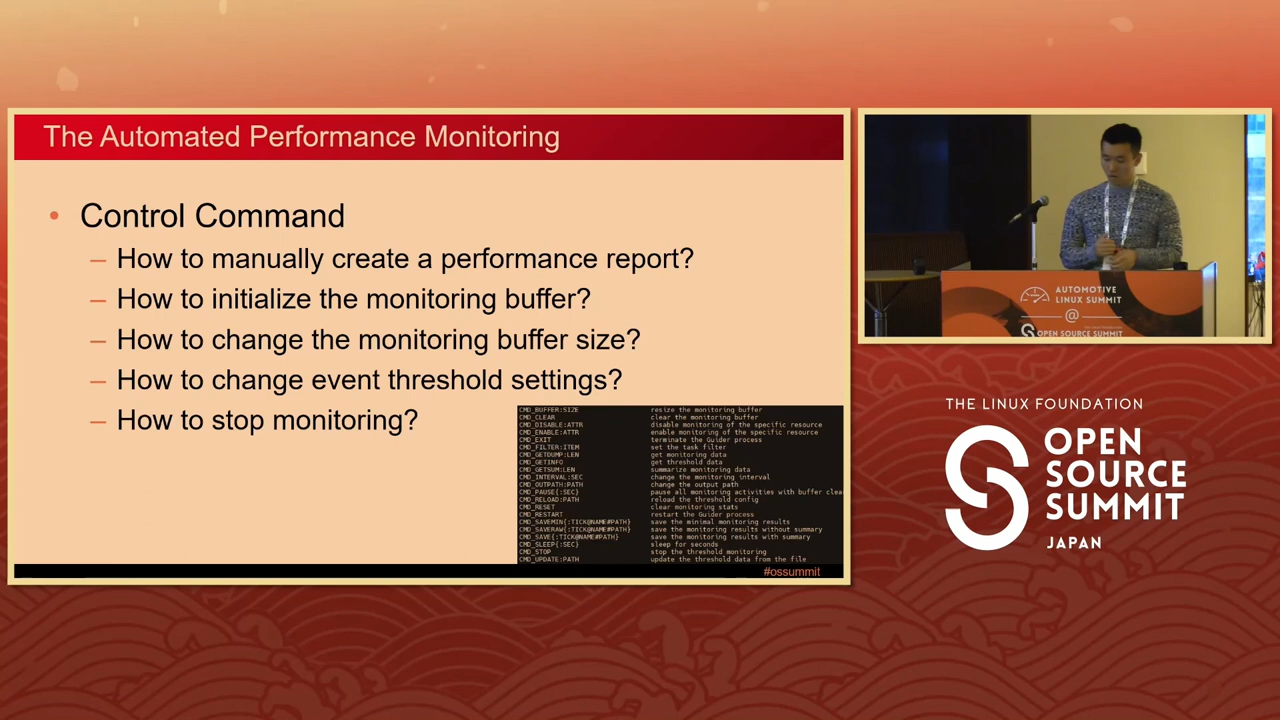 The Automated Performance Monitoring
• Control Command
– How to manually create a performance report?
– How to initialize the monitoring buffer?
– How to change the monitoring buffer size?
– How to change event threshold settings?
– How to stop monitoring?
CMD_BUFFER:SIZE resize the monitoring buffer
CMD_CLEAR clear the monitoring buffer
CMD_DISABLE:ATTR disable monitoring of the specific resource
CMD_ENABLE:ATTR enable monitoring of the specific resource
CMD_EXIT terminate the Guider process
CMD_FILTER:ITEM set the task filter
CMD_GETDUMP:LEN get monitoring data
CMD_GETINFO get threshold data
CMD_GETSUM:LEN summarize monitoring data
CMD_INTERVAL:SEC change the monitoring interval
CMD_OUTPATH:PATH change the output path
CMD_PAUSE{:SEC} pause all monitoring activities with buffer clea
CMD_RELOAD:PATH reload the threshold config
CMD_RESET clear monitoring stats
CMD_RESTART restart the Guider process
CMD_SAVEMIN{:TICK@NAME#PATH} save the minimal monitoring results
CMD_SAVERAW{:TICK@NAME#PATH} save the monitoring results without summary
CMD_SAVE{:TICK@NAME#PATH} save the monitoring results with summary
CMD_SLEEP{:SEC} sleep for seconds
CMD_STOP stop the threshold monitoring
CMD_UPDATE:PATH update the threshold data from the file
#ossummit
AUTOMOTIVE
LINUX SUMMIT
@
OPEN SOURCE SUMMIT
THE LINUX FOUNDATION
OPEN
SOURCE
SUMMIT
JAPAN